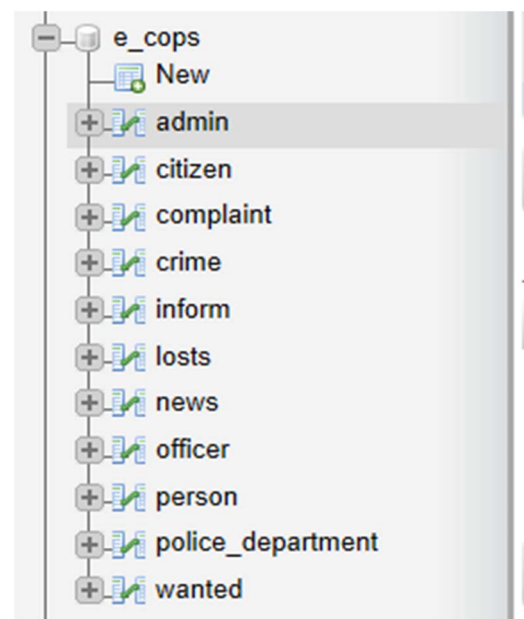 e_cops
New
admin
citizen
complaint
crime
inform
losts
news
officer
person
police_department
wanted